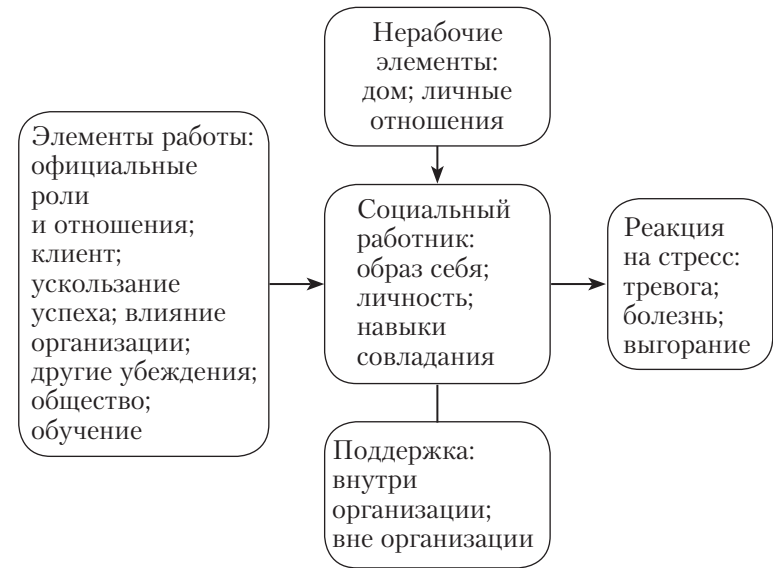 Нерабочие
элементы:
дом; личные
отношения
Элементы работы:
официальные
роли
и отношения;
клиент;
ускользание
успеха; влияние
организации;
другие убеждения;
общество;
обучение
Социальный
работник:
образ себя;
личность;
навыки
совладания
Реакция
на стресс:
тревога;
болезнь;
выгорание
Поддержка:
внутри
организации;
вне организации